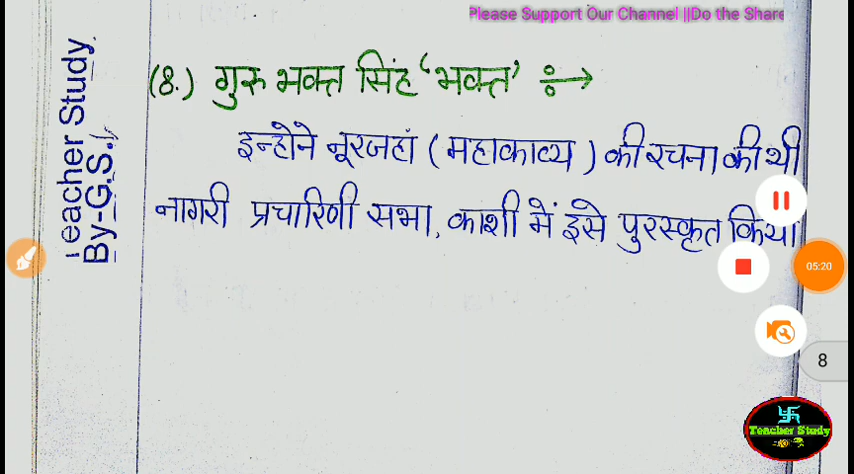 Please Support Our Channel ||Do the Share
Teacher Study
By-G.S.)
(8.) गुरु भक्त सिंह 'भक्त' ÷→
इन्होने नूरजहां (महाकाव्य) की रचना की थी
नागरी प्रचारिणी सभा, काशी में इसे पुरस्कृत किया
05:20
8
Teacher Study